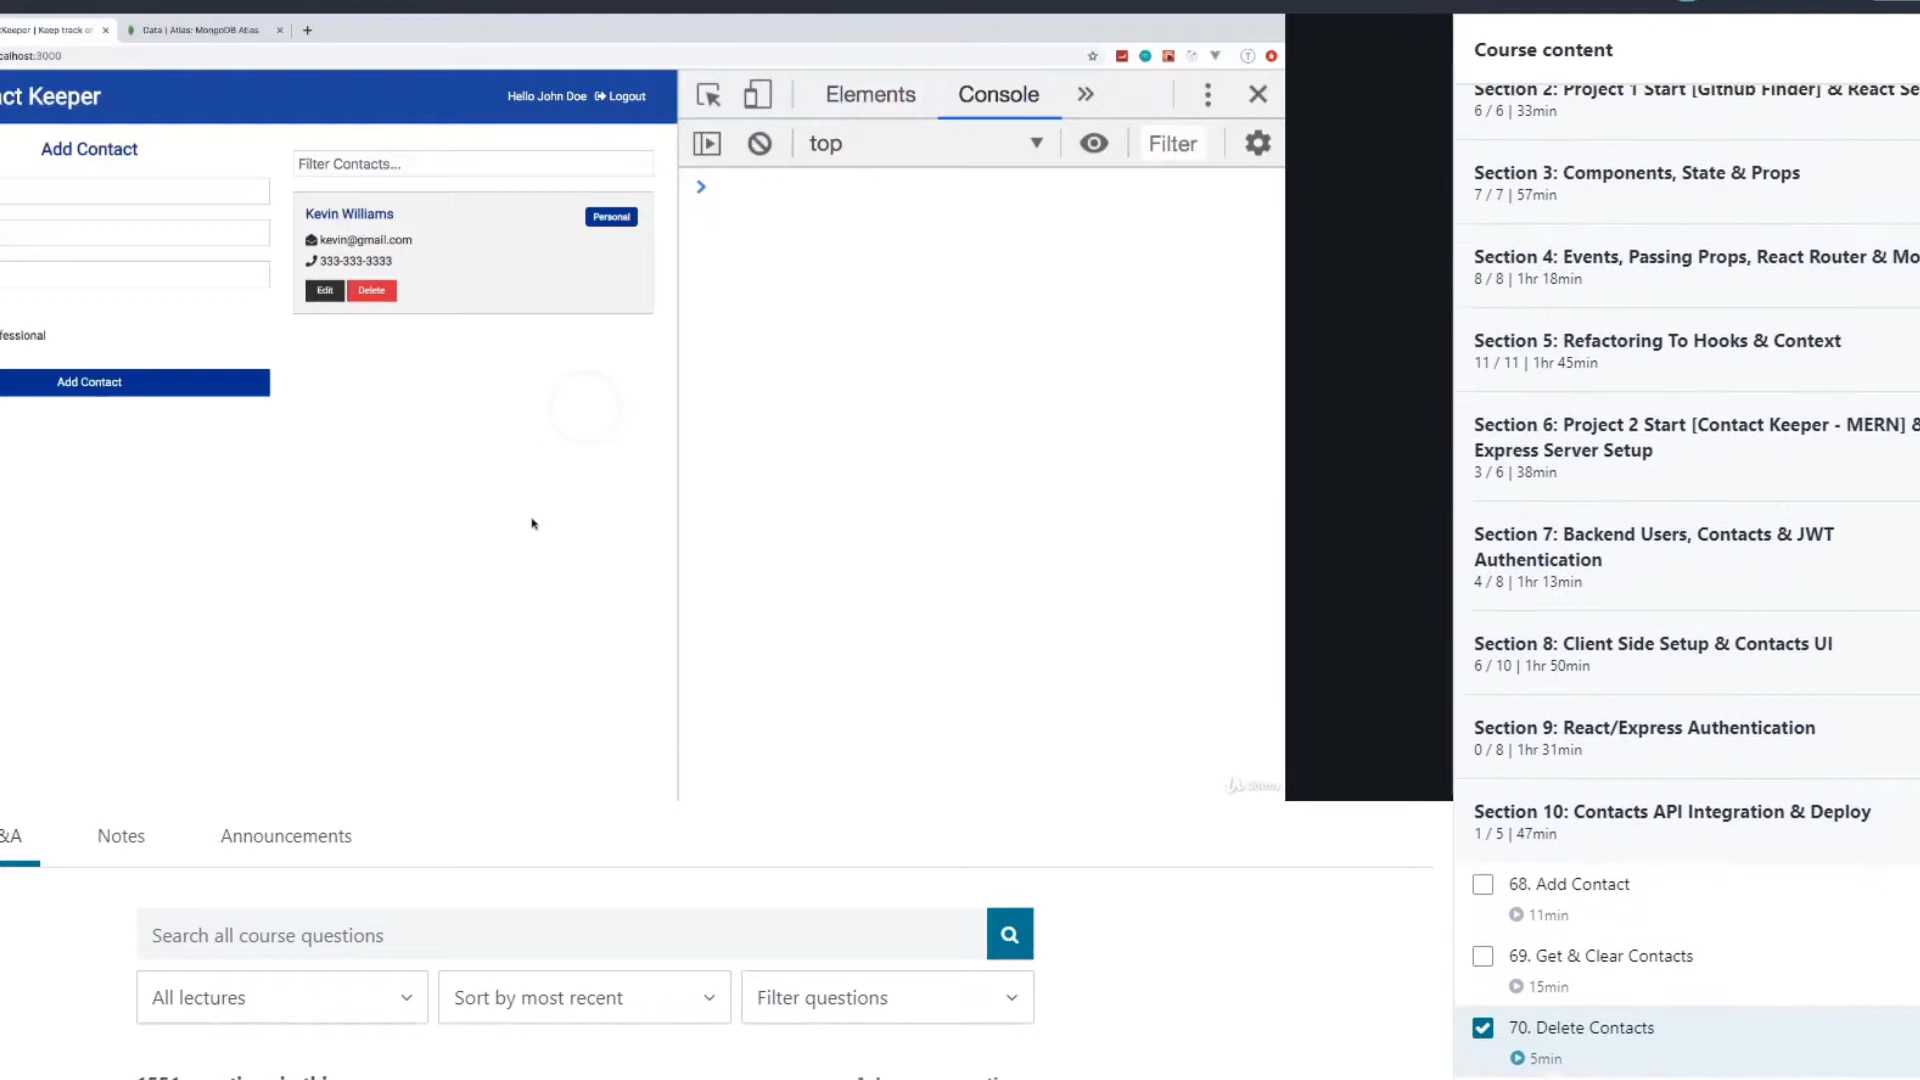 Keeper | Keep track of
Data | Atlas: MongoDB Atlas
calhost:3000
ct Keeper
Hello John Doe Logout
Add Contact
Filter Contacts...
Kevin Williams
Personal
kevin@gmail.com
333-333-3333
Edit Delete
fessional
Add Contact
Elements Console
top
Filter
Udemy
&A
Notes
Announcements
Search all course questions
All lectures
Sort by most recent
Filter questions
Course content
Section 2: Project 1 Start [Github Finder] & React Se
6 / 6 | 33min
Section 3: Components, State & Props
7 / 7 | 57min
Section 4: Events, Passing Props, React Router & Mo
8 / 8 | 1hr 18min
Section 5: Refactoring To Hooks & Context
11 / 11 | 1hr 45min
Section 6: Project 2 Start [Contact Keeper - MERN] &
Express Server Setup
3 / 6 | 38min
Section 7: Backend Users, Contacts & JWT
Authentication
4 / 8 | 1hr 13min
Section 8: Client Side Setup & Contacts UI
6 / 10 | 1hr 50min
Section 9: React/Express Authentication
0 / 8 | 1hr 31min
Section 10: Contacts API Integration & Deploy
1 / 5 | 47min
68. Add Contact
11min
69. Get & Clear Contacts
15min
70. Delete Contacts
5min